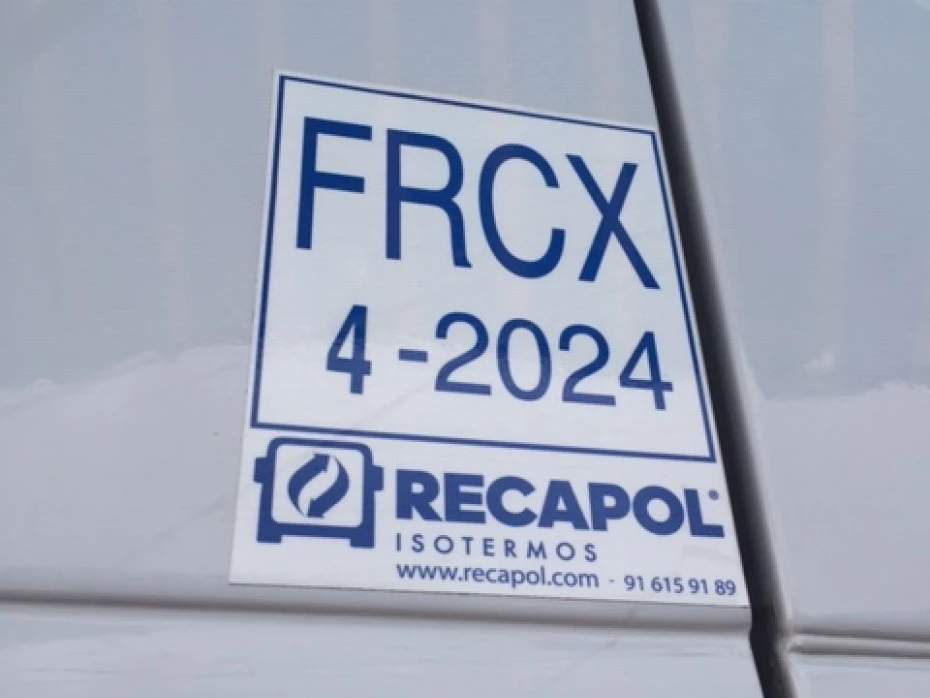 FRCX
4-2024
RECAPOL®
ISOTERMOS
www.recapol.com - 91 615 91 89